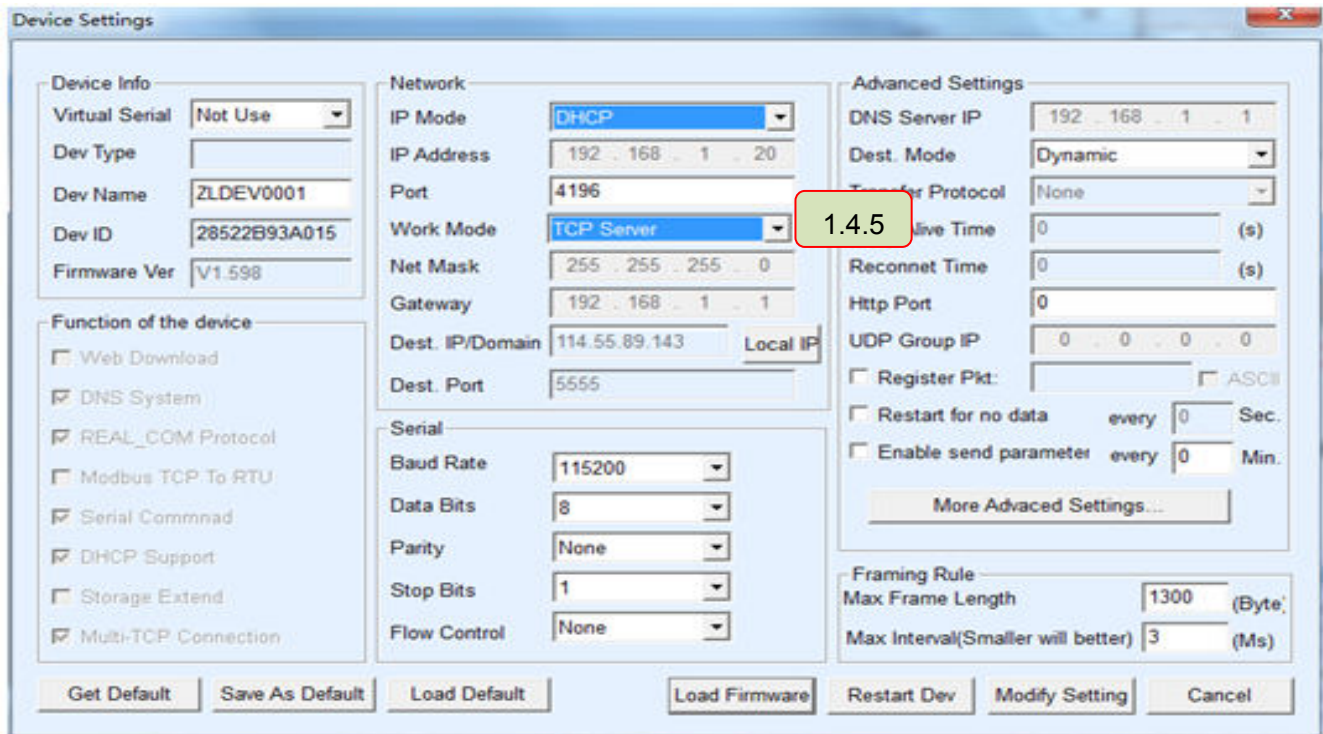 Device Settings
Device Info
Virtual Serial Not Use
Dev Type
Dev Name ZLDEV0001
Dev ID 28522B93A015
Firmware Ver V1.598
Function of the device
Web Download
DNS System
REAL_COM Protocol
Modbus TCP To RTU
Serial Commnad
DHCP Support
Storage Extend
Multi-TCP Connection
Network
IP Mode DHCP
IP Address 192 . 168 . 1 . 20
Port 4196
Work Mode TCP Server
Net Mask 255 . 255 . 255 . 0
Gateway 192 . 168 . 1 . 1
Dest. IP/Domain 114.55.89.143 Local IP
Dest. Port 5555
Serial
Baud Rate 115200
Data Bits 8
Parity None
Stop Bits 1
Flow Control None
1.4.5
Advanced Settings
DNS Server IP 192 . 168 . 1 . 1
Dest. Mode Dynamic
Protocol None
Time 0 (s)
Reconnet Time 0 (s)
Http Port 0
UDP Group IP 0 . 0 . 0 . 0
Register Pkt: ASCII
Restart for no data every 0 Sec.
Enable send parameter every 0 Min.
More Advaced Settings...
Framing Rule
Max Frame Length 1300 (Byte)
Max Interval(Smaller will better) 3 (Ms)
Get Default Save As Default Load Default Load Firmware Restart Dev Modify Setting Cancel